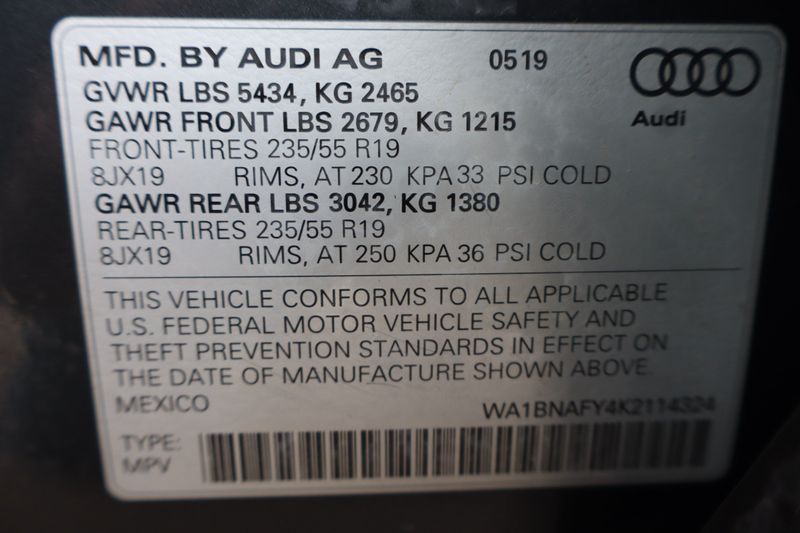 MFD. BY AUDI AG 0519
GVWR LBS 5434, KG 2465
GAWR FRONT LBS 2679, KG 1215
Audi
FRONT-TIRES 235/55 R19
8JX19 RIMS, AT 230 KPA 33 PSI COLD
GAWR REAR LBS 3042, KG 1380
REAR-TIRES 235/55 R19
8JX19 RIMS, AT 250 KPA 36 PSI COLD
THIS VEHICLE CONFORMS TO ALL APPLICABLE
U.S. FEDERAL MOTOR VEHICLE SAFETY AND
THEFT PREVENTION STANDARDS IN EFFECT ON
THE DATE OF MANUFACTURE SHOWN ABOVE.
MEXICO WA1BNAFY4K2114324
TYPE:
MPV